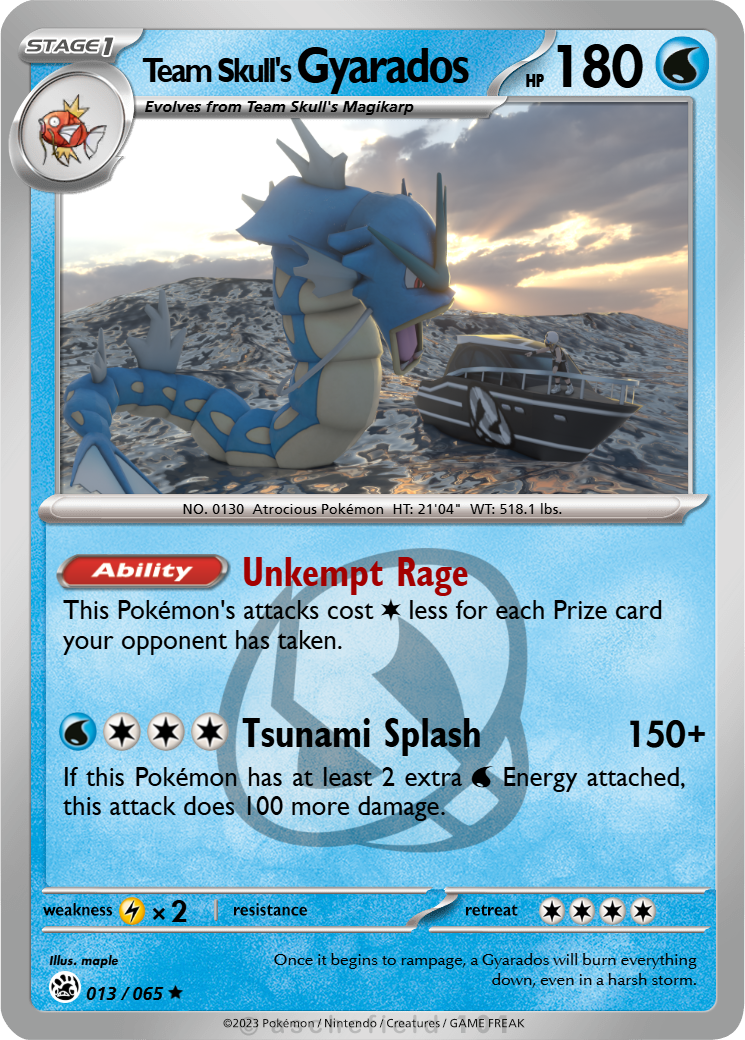 STAGE1
Team Skull's Gyarados HP 180
Evolves from Team Skull's Magikarp
NO. 0130 Atrocious Pokémon HT: 21'04" WT: 518.1 lbs.
Ability Unkempt Rage
This Pokémon's attacks cost less for each Prize card
your opponent has taken.
Tsunami Splash 150+
If this Pokémon has at least 2 extra Energy attached,
this attack does 100 more damage.
weakness × 2 resistance retreat
Illus. maple
Once it begins to rampage, a Gyarados will burn everything
down, even in a harsh storm.
013 / 065 ★
©2023 Pokémon / Nintendo / Creatures / GAME FREAK